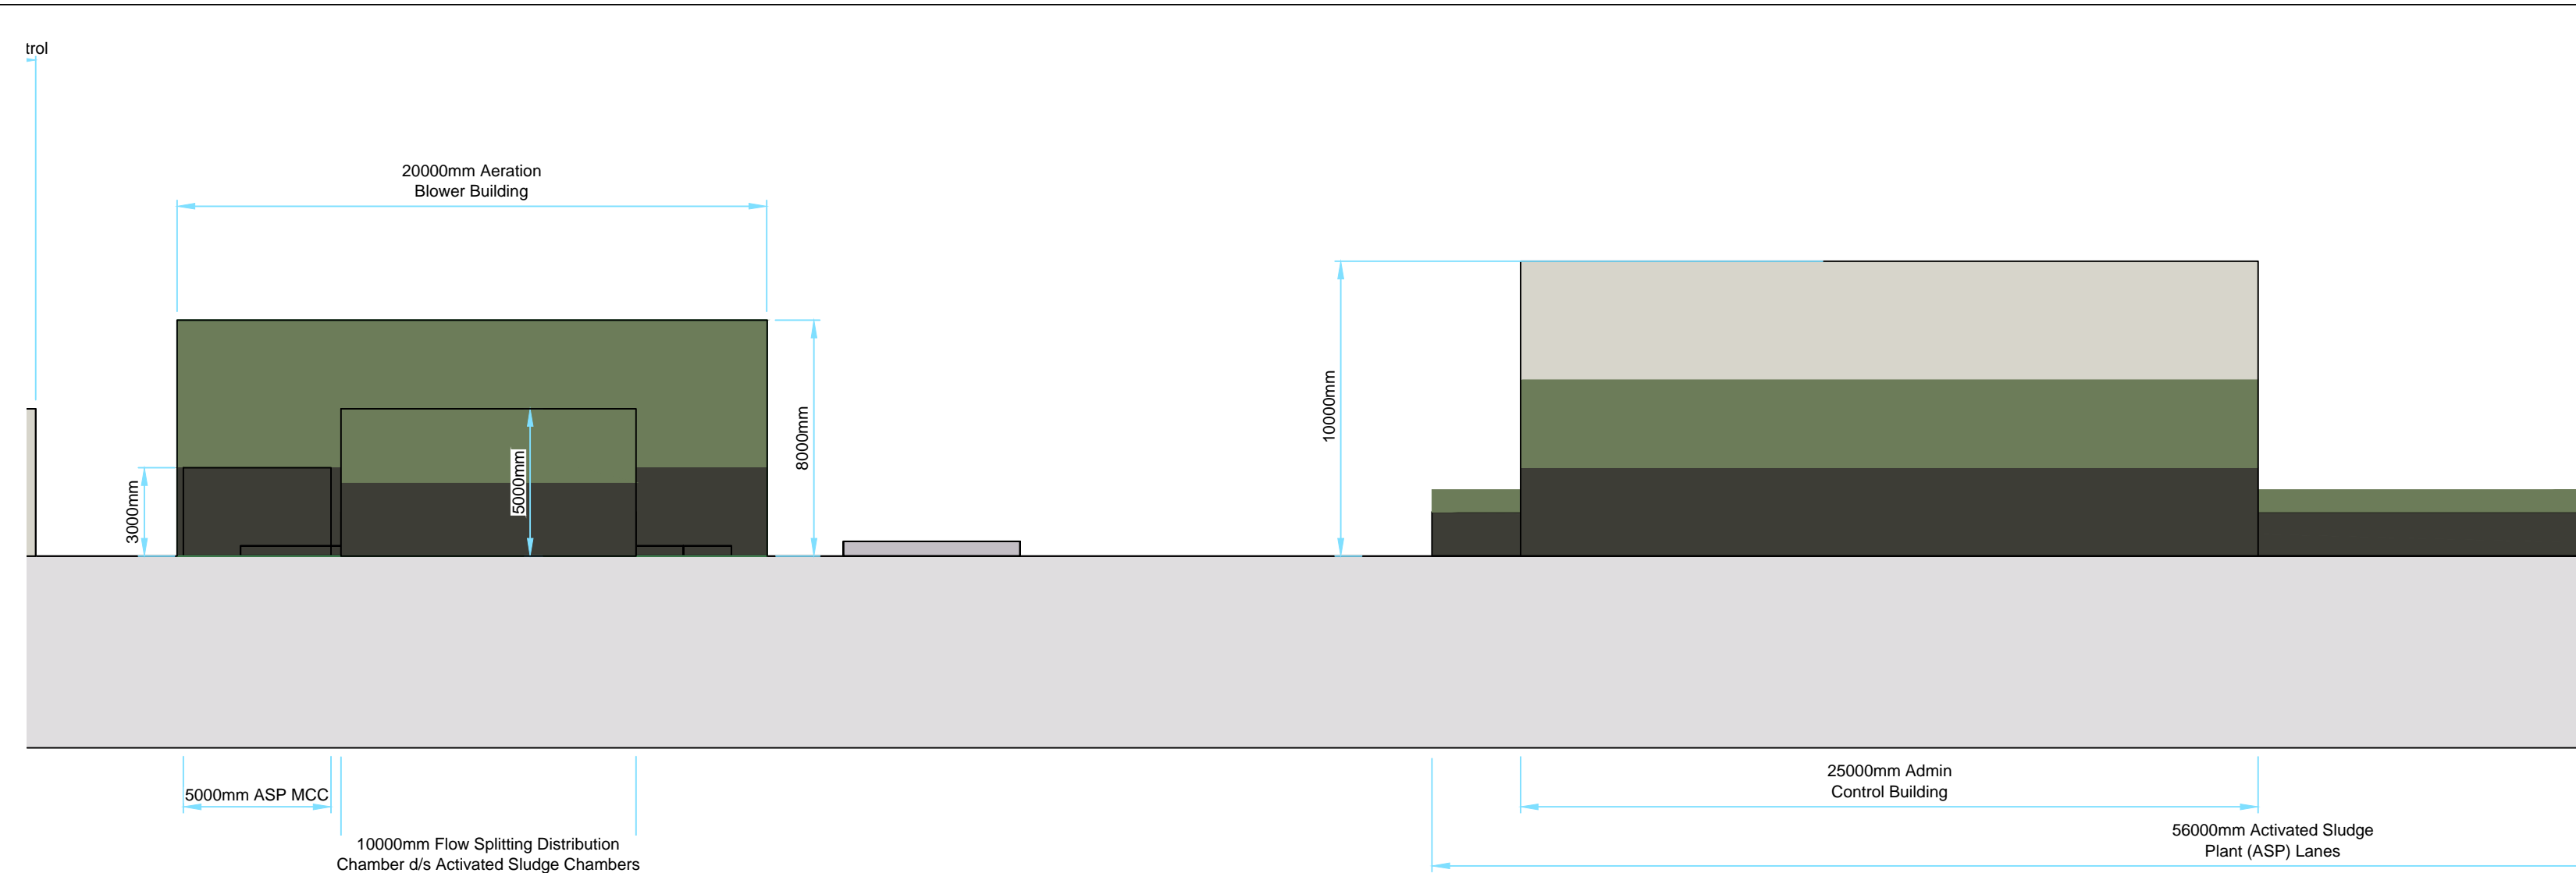 20000mm Aeration
Blower Building
3000mm
5000mm
8000mm
10000mm
5000mm ASP MCC
10000mm Flow Splitting Distribution
Chamber d/s Activated Sludge Chambers
25000mm Admin
Control Building
56000mm Activated Sludge
Plant (ASP) Lanes